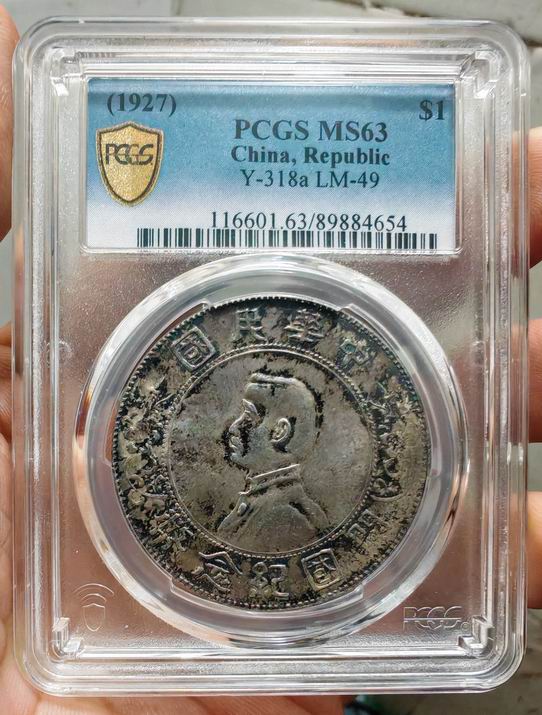 (1927) $1
PCGS
PCGS MS63
China, Republic
Y-318a LM-49
116601.63/89884654
中華民國
開國紀念幣
PCGS